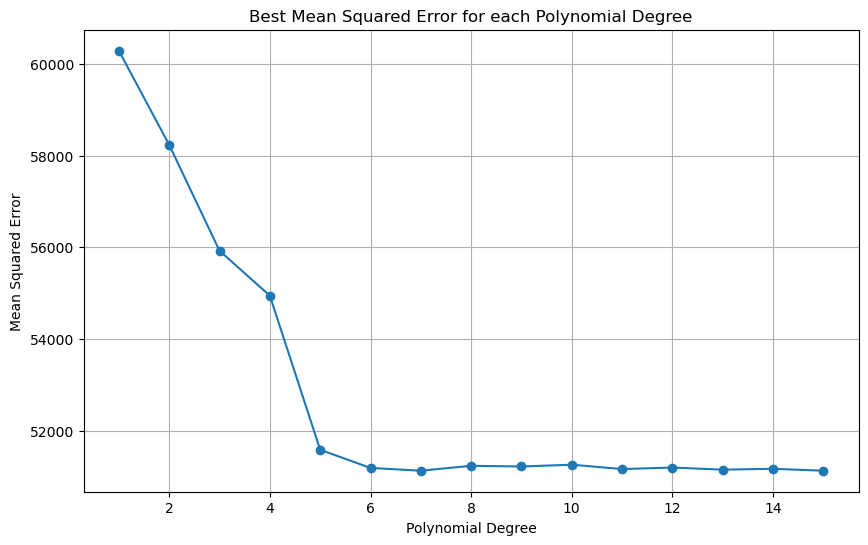 Best Mean Squared Error for each Polynomial Degree
60000
58000
56000
54000
52000
Mean Squared Error
2 4 6 8 10 12 14
Polynomial Degree